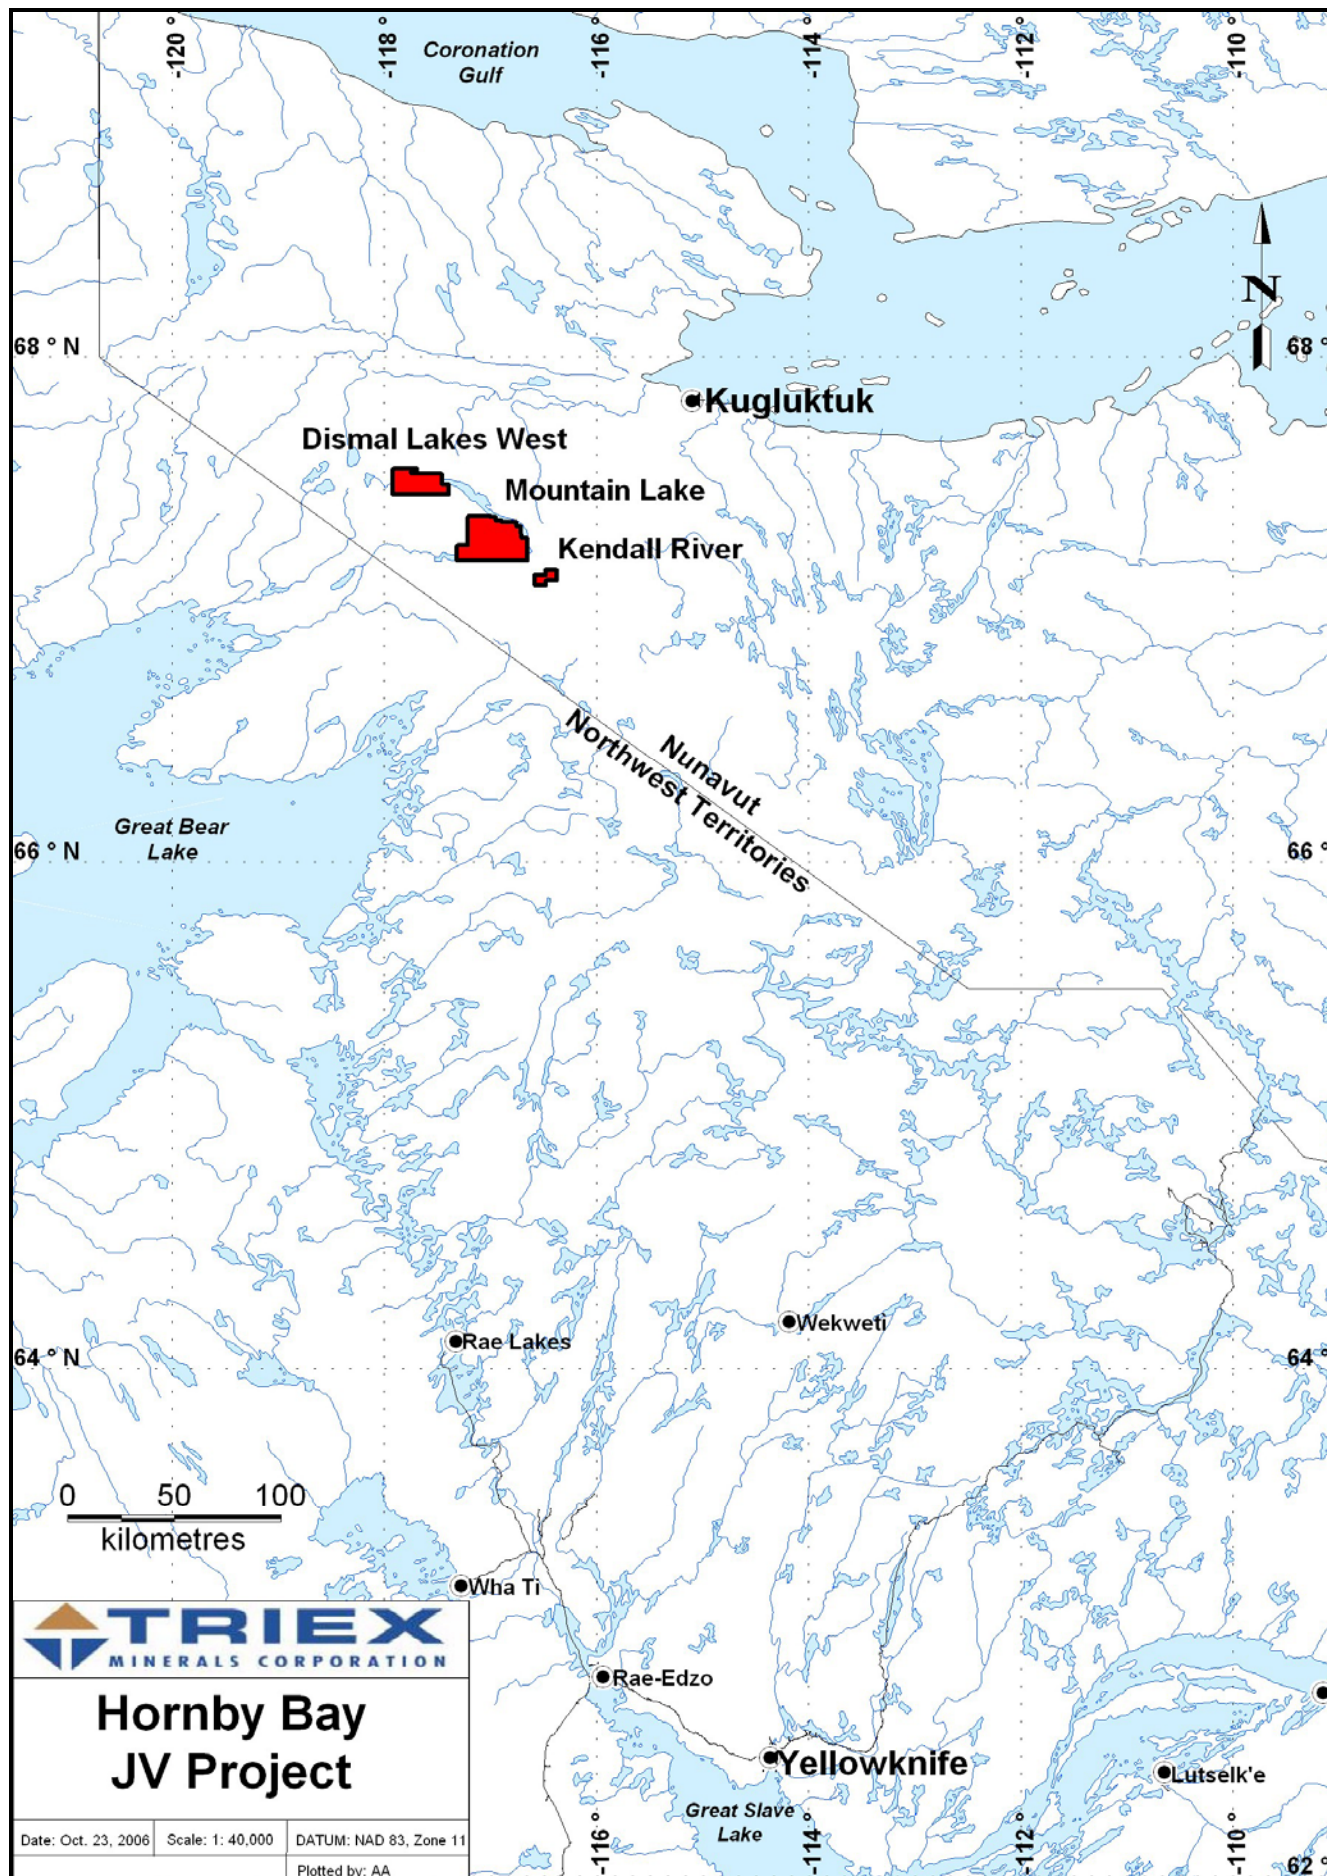 -120 °
-118 °
-116 °
-114 °
-112 °
-110 °
Coronation
Gulf
N
68 ° N
68 °
Kugluktuk
Dismal Lakes West
Mountain Lake
Kendall River
Nunavut
Northwest Territories
Great Bear
Lake
66 ° N
66 °
Wekweti
Rae Lakes
64 ° N
64 °
0 50 100
kilometres
Wha Ti
TRIEX
MINERALS CORPORATION
Rae-Edzo
Hornby Bay
JV Project
Yellowknife
Lutselk'e
Great Slave
Lake
-116 °
-114 °
-112 °
-110 °
62 °
Date: Oct. 23, 2006
Scale: 1: 40,000
DATUM: NAD 83, Zone 11
Plotted by: AA